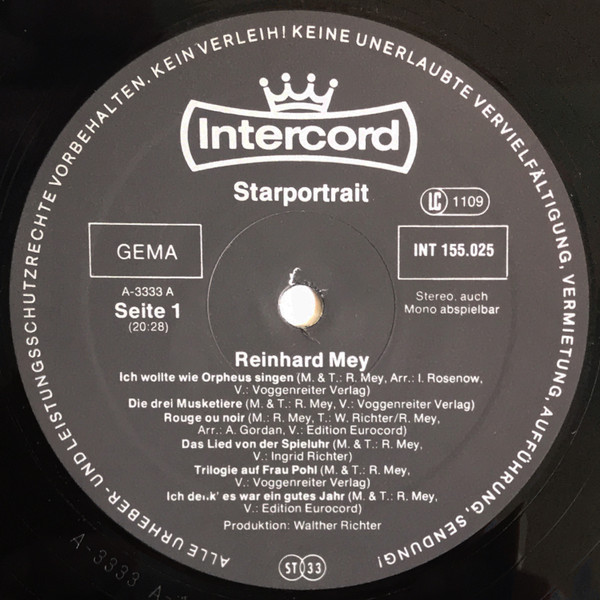 ALLE URHEBER- UND LEISTUNGSSCHUTZRECHTE VORBEHALTEN. KEIN VERLEIH! KEINE UNERLAUBTE VERVIELFÄLTIGUNG, VERMIETUNG, AUFFÜHRUNG, SENDUNG!
Intercord
Starportrait
LC 1109
GEMA
INT 155.025
A-3333 A
Seite 1
(20:28)
Stereo, auch
Mono abspielbar
Reinhard Mey
Ich wollte wie Orpheus singen (M. & T.: R. Mey, Arr.: I. Rosenow,
V.: Voggenreiter Verlag)
Die drei Musketiere (M. & T.: R. Mey, V.: Voggenreiter Verlag)
Rouge ou noir (M.: R. Mey, T.: W. Richter/R. Mey,
Arr.: A. Gordan, V.: Edition Eurocord)
Das Lied von der Spieluhr (M. & T.: R. Mey,
V.: Ingrid Richter)
Trilogie auf Frau Pohl (M. & T.: R. Mey,
V.: Voggenreiter Verlag)
Ich denk' es war ein gutes Jahr (M. & T.: R. Mey,
V.: Edition Eurocord)
Produktion: Walther Richter
ST 33
A-3333 A